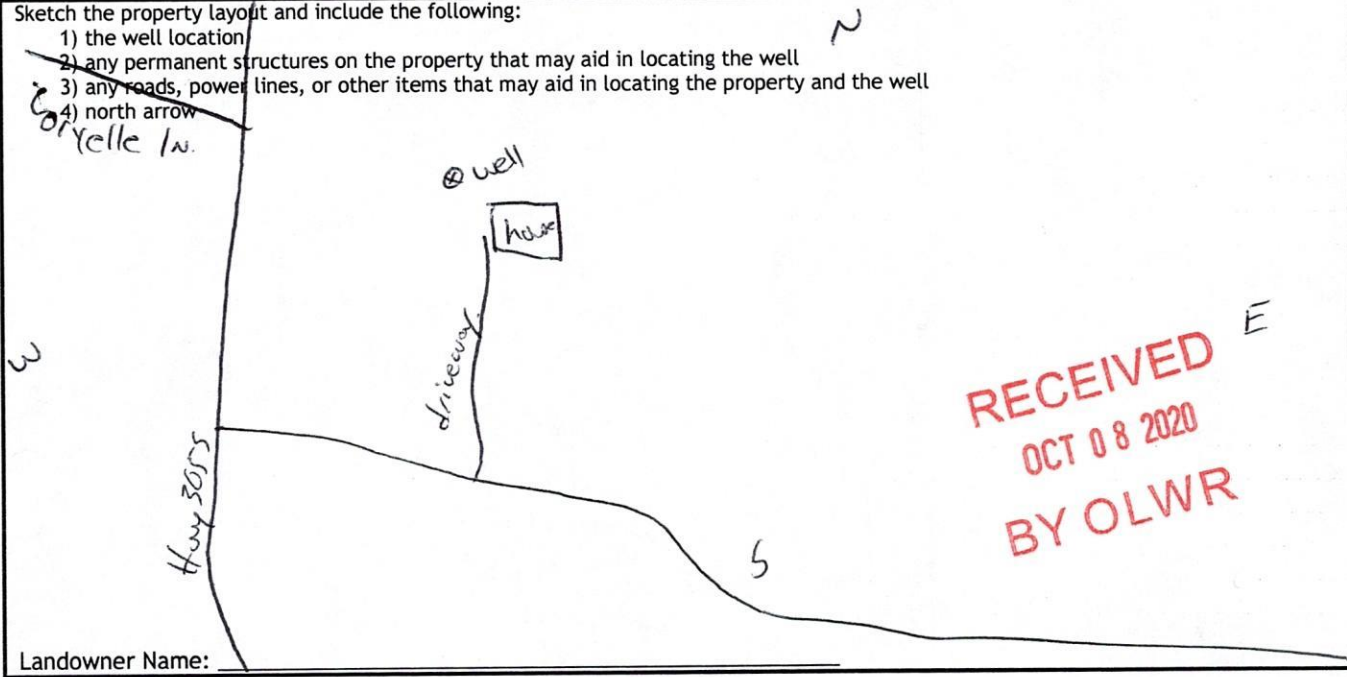 Sketch the property layout and include the following:
1) the well location
N
2) any permanent structures on the property that may aid in locating the well
3) any roads, power lines, or other items that may aid in locating the property and the well
4) north arrow
Yelle ln.
⊗ well
house
E
RECEIVED
W
driveway
OCT 08 2020
Hwy 3055
BY OLWR
S
Landowner Name: